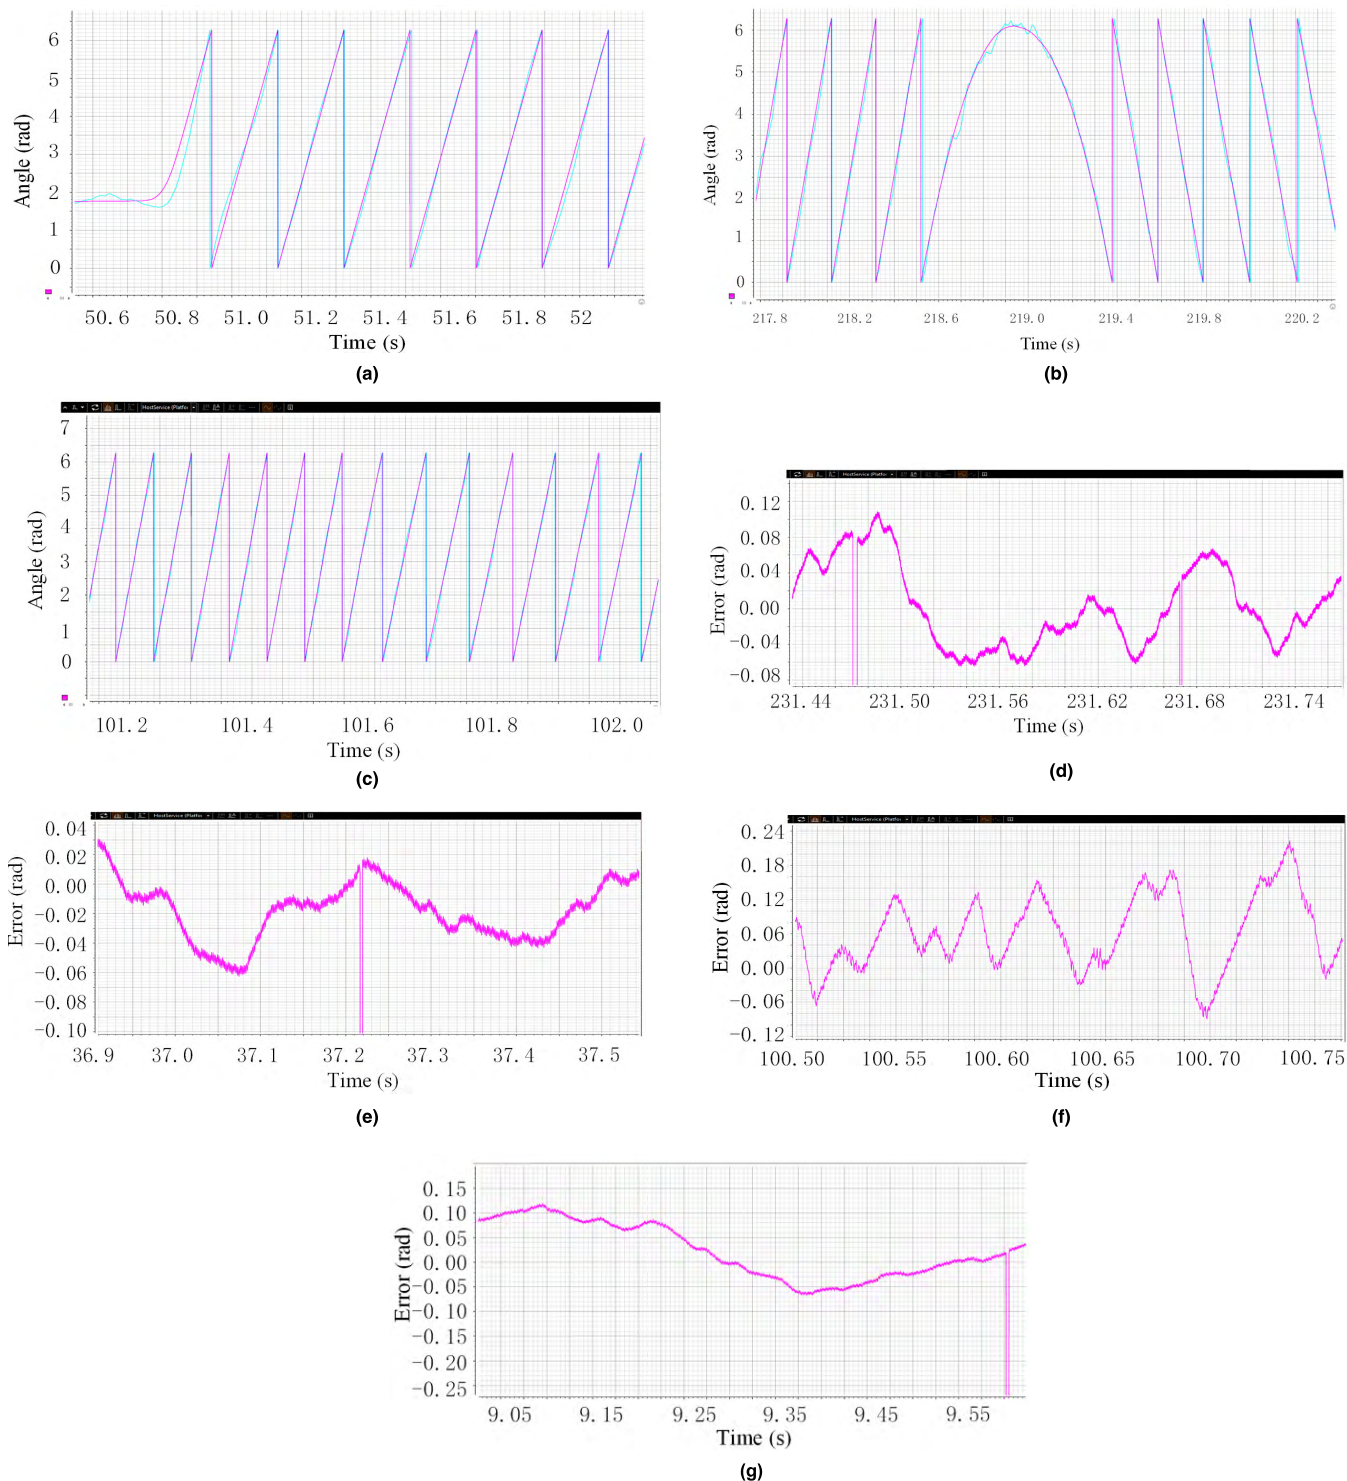 6
5
4
3
2
1
0
Angle (rad)
50.6 50.8 51.0 51.2 51.4 51.6 51.8 52
Time (s)
(a)
6
5
4
3
2
1
0
Angle (rad)
217.8 218.2 218.6 219.0 219.4 219.8 220.2
Time (s)
(b)
HostService (Platfor
7
6
5
4
3
2
1
0
Angle (rad)
101.2 101.4 101.6 101.8 102.0
Time (s)
(c)
HostService (Platfor
0.12
0.08
0.04
0.00
-0.04
-0.08
Error (rad)
231.44 231.50 231.56 231.62 231.68 231.74
Time (s)
(d)
HostService (Platfor
0.04
0.02
0.00
-0.02
-0.04
-0.06
-0.08
-0.10
Error (rad)
36.9 37.0 37.1 37.2 37.3 37.4 37.5
Time (s)
(e)
HostService (Platfor
0.24
0.18
0.12
0.06
0.00
-0.06
-0.12
Error (rad)
100.50 100.55 100.60 100.65 100.70 100.75
Time (s)
(f)
0.15
0.10
0.05
0.00
-0.05
-0.10
-0.15
-0.20
-0.25
Error (rad)
9.05 9.15 9.25 9.35 9.45 9.55
Time (s)
(g)